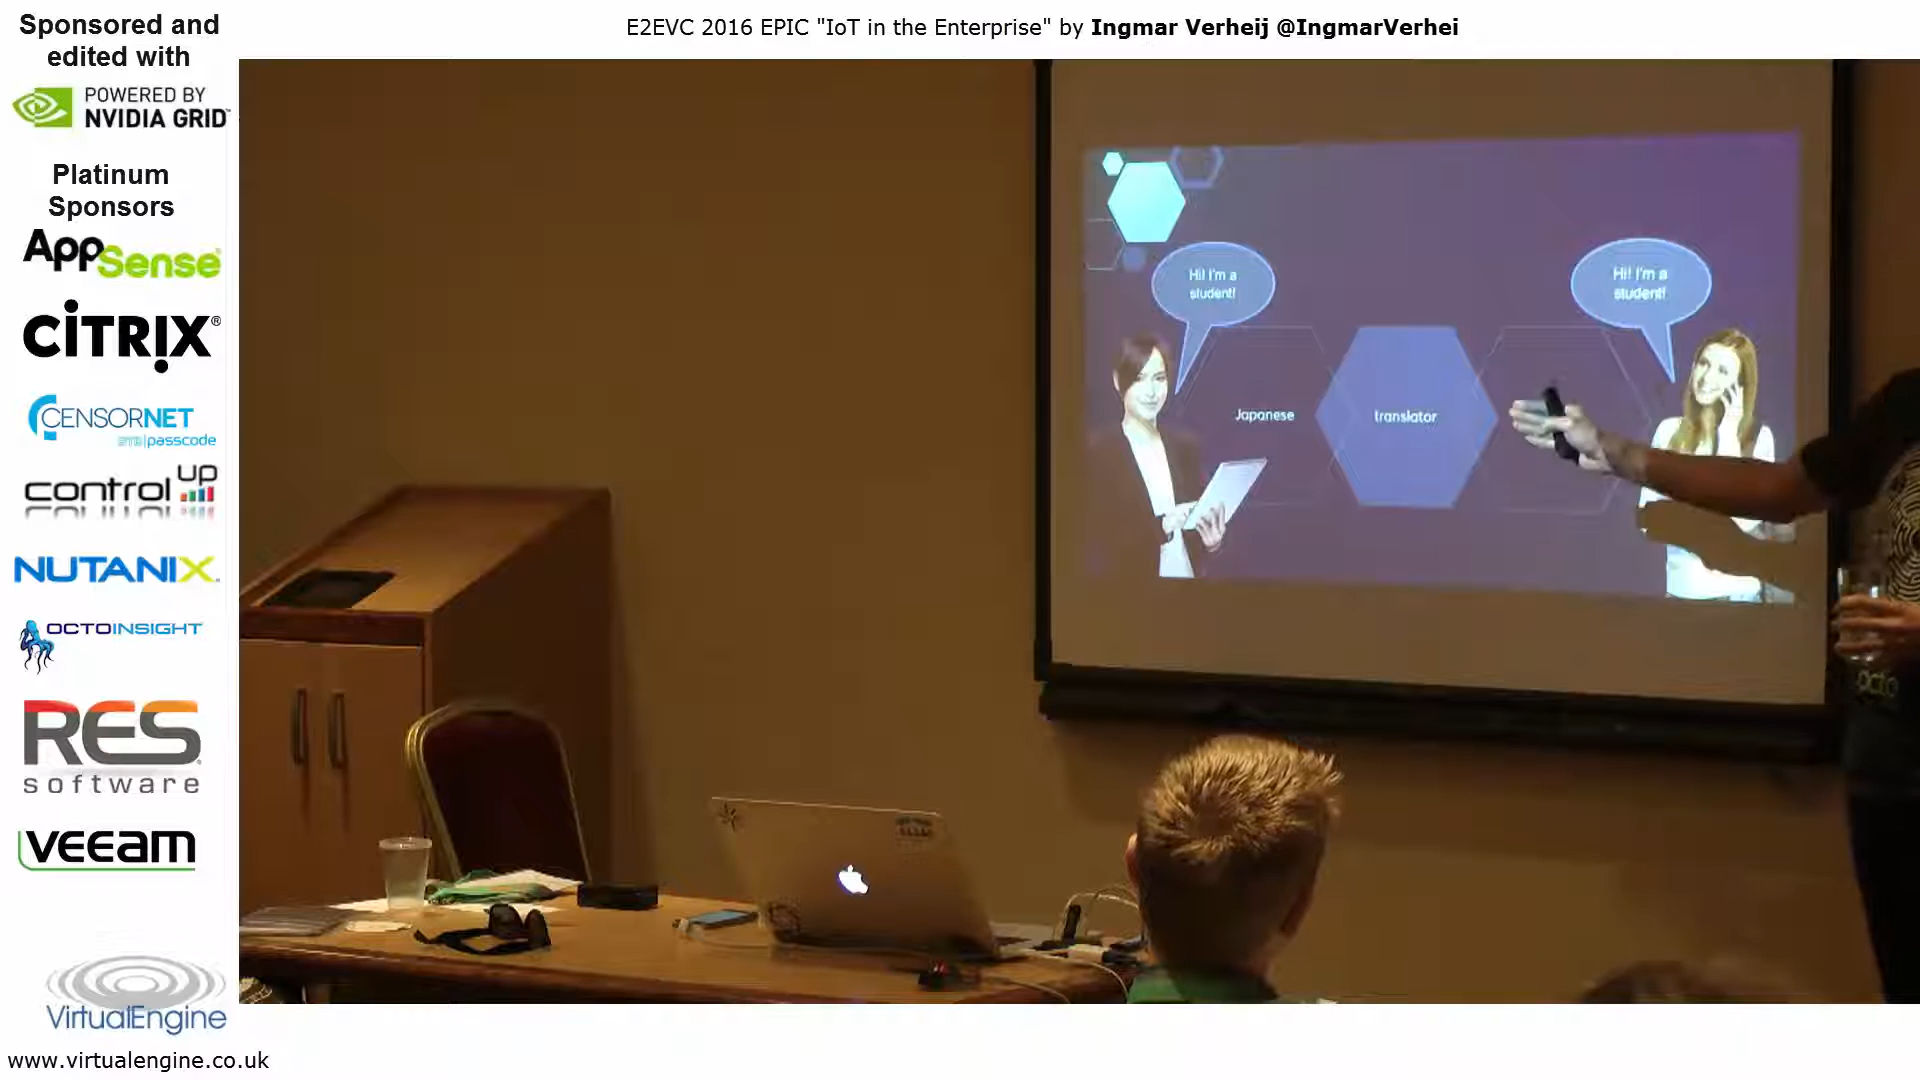 Sponsored and
edited with
POWERED BY
NVIDIA GRID
Platinum
Sponsors
AppSense
CITRIX
CENSORNET
passcode
control UP
NUTANIX
OCTOINSIGHT
RES
software
veeam
VirtualEngine
www.virtualengine.co.uk
E2EVC 2016 EPIC "IoT in the Enterprise" by Ingmar Verheij @IngmarVerhei
Hi! I'm a
student!
Hi! I'm a
student!
Japanese
translator
octo